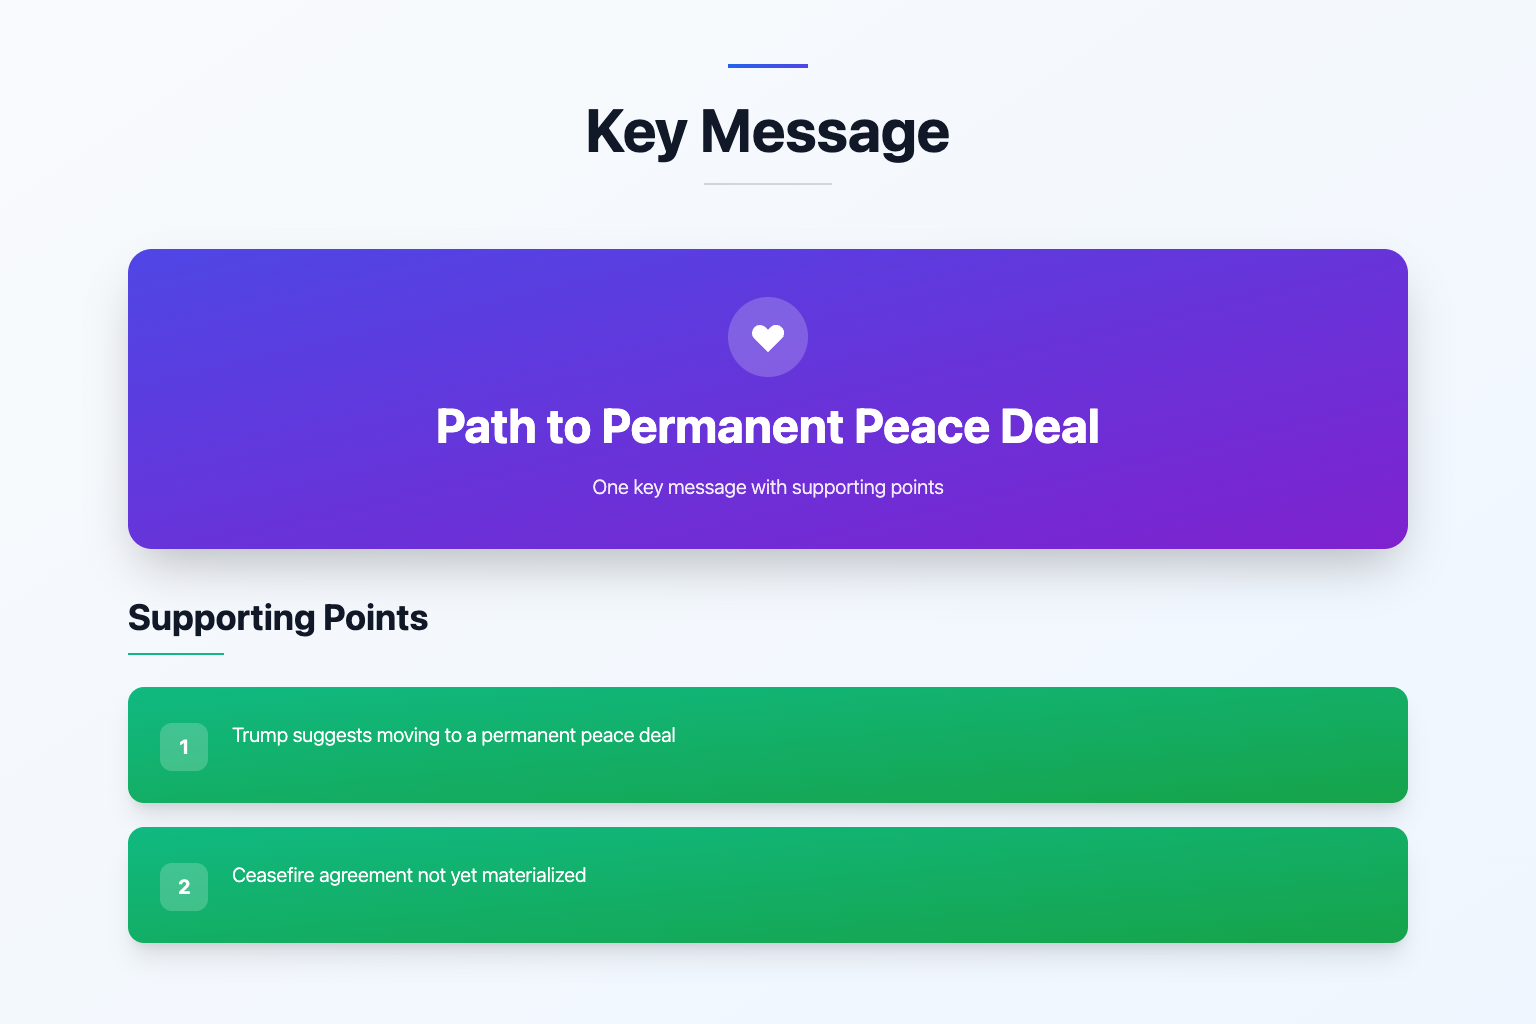 Key Message
Path to Permanent Peace Deal
One key message with supporting points
Supporting Points
1
Trump suggests moving to a permanent peace deal
2
Ceasefire agreement not yet materialized